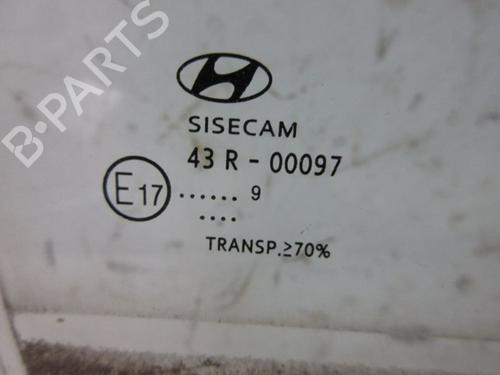 B-PARTS
SISECAM
43 R - 00097
E17 ...... 9
....
TRANSP.≥70%